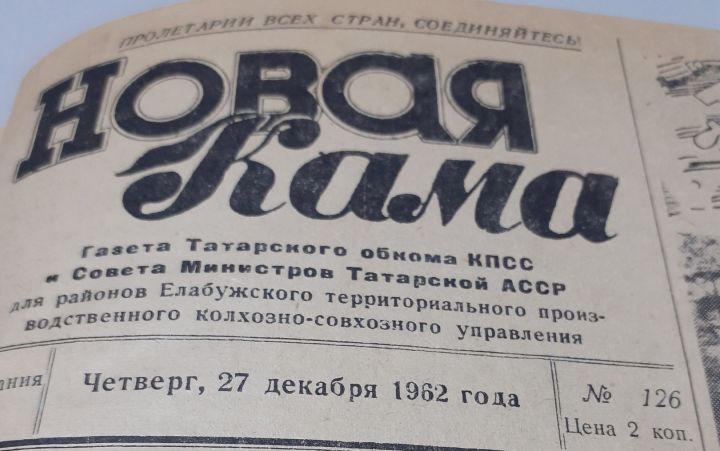 ПРОЛЕТАРИИ ВСЕХ СТРАН, СОЕДИНЯЙТЕСЬ!
НОВАЯ
Кама
Газета Татарского обкома КПСС
и Совета Министров Татарской АССР
для районов Елабужского территориального произ-
водственного колхозно-совхозного управления
ания
Четверг, 27 декабря 1962 года
№ 126
Цена 2 коп.